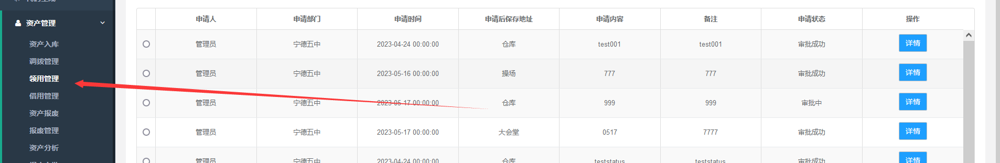 资产管理
资产入库
调拨管理
领用管理
借用管理
资产报废
报废管理
资产分析
申请人 申请部门 申请时间 申请后保存地址 申请内容 备注 申请状态 操作
管理员 宁德五中 2023-04-24 00:00:00 仓库 test001 test001 审批成功 详情
管理员 宁德五中 2023-05-16 00:00:00 操场 777 777 审批成功 详情
管理员 宁德五中 2023-05-17 00:00:00 仓库 999 999 审批中 详情
管理员 宁德五中 2023-05-17 00:00:00 大会堂 0517 7777 审批成功 详情
管理员 宁德五中 2023-04-24 00:00:00 仓库 teststatus teststatus 审批成功 详情